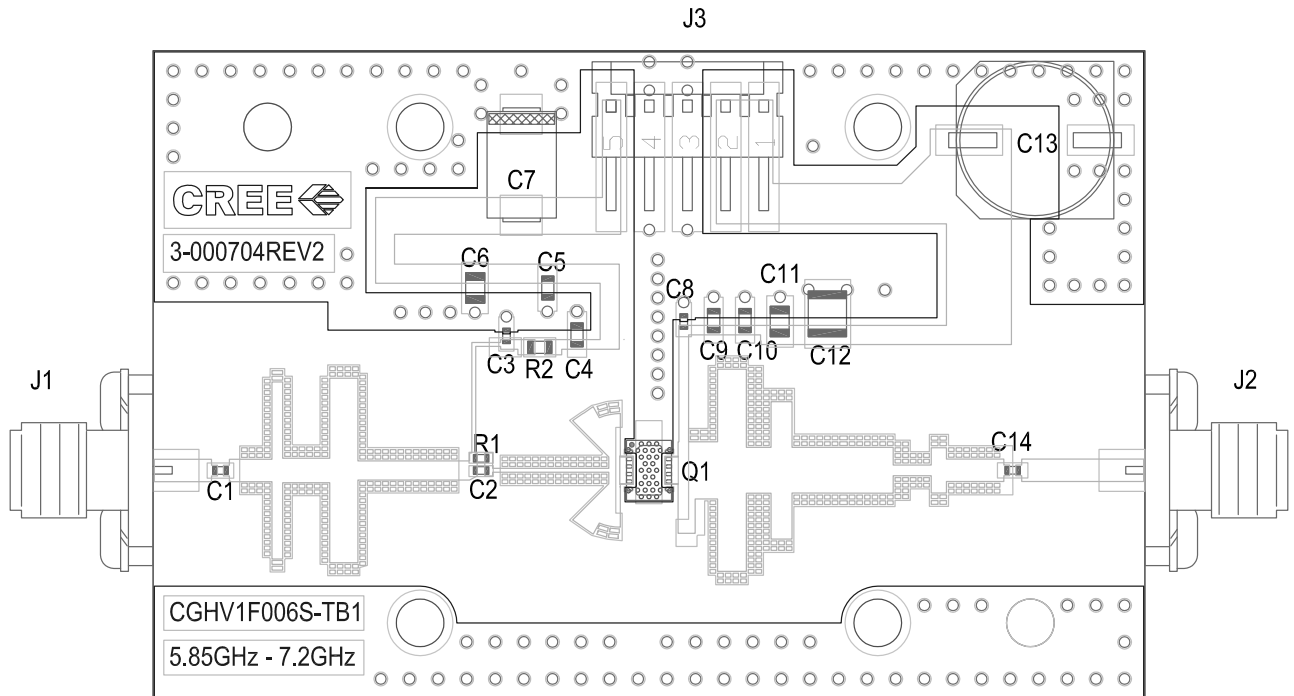 J3
5 4 3 2 1
C13
C7
CREE
3-000704REV2
C6
C5
C8
C11
C3
R2
C4
C9
C10
C12
J1
J2
R1
C14
C1
C2
Q1
CGHV1F006S-TB1
5.85GHz - 7.2GHz